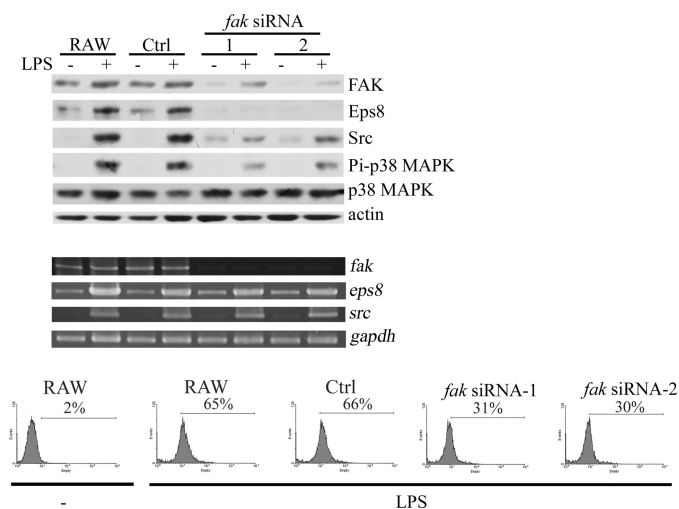 fak siRNA
RAW Ctrl 1 2
LPS - + - + - + - +
FAK
Eps8
Src
Pi-p38 MAPK
p38 MAPK
actin
fak
eps8
src
gapdh
RAW RAW Ctrl fak siRNA-1 fak siRNA-2
2% 65% 66% 31% 30%
- LPS